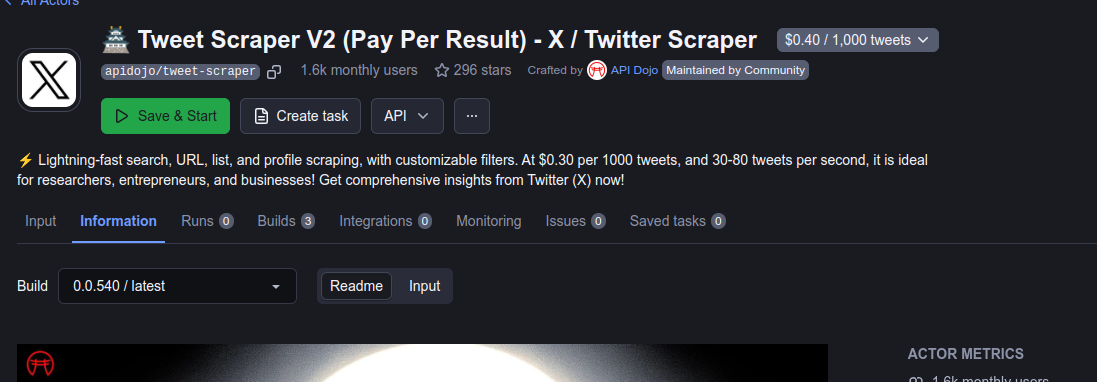 All Actors
Tweet Scraper V2 (Pay Per Result) - X / Twitter Scraper
$0.40 / 1,000 tweets
apidojo/tweet-scraper 1.6k monthly users 296 stars Crafted by API Dojo Maintained by Community
Save & Start Create task API ...
⚡ Lightning-fast search, URL, list, and profile scraping, with customizable filters. At $0.30 per 1000 tweets, and 30-80 tweets per second, it is ideal
for researchers, entrepreneurs, and businesses! Get comprehensive insights from Twitter (X) now!
Input Information Runs 0 Builds 3 Integrations 0 Monitoring Issues 0 Saved tasks 0
Build 0.0.540 / latest Readme Input
ACTOR METRICS
1.6k monthly users